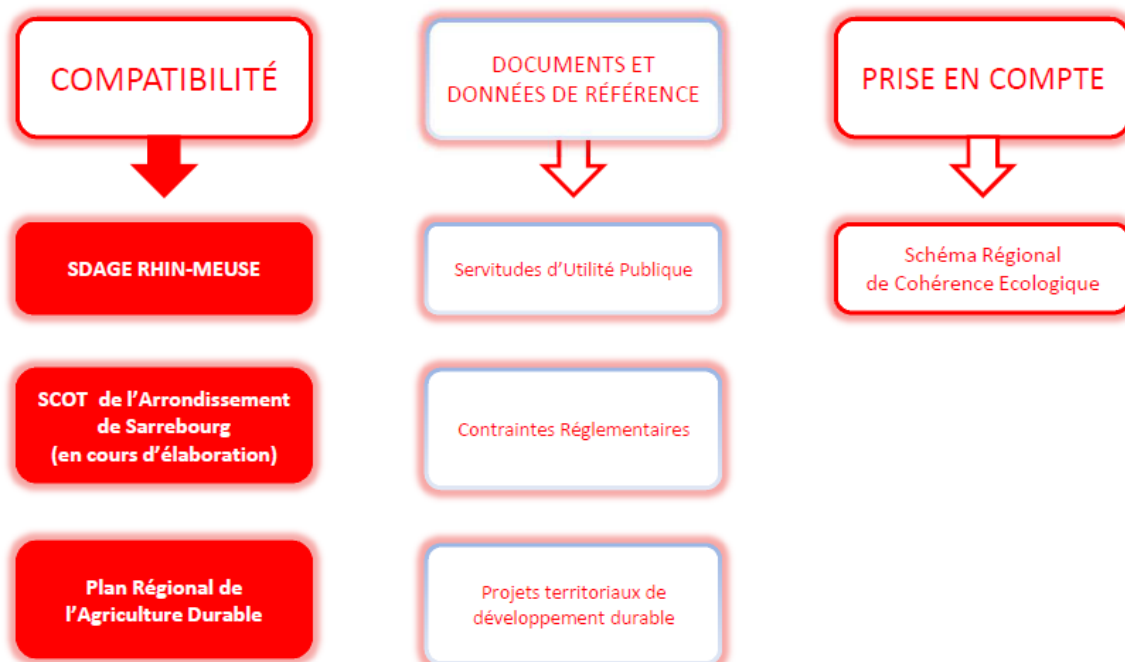 COMPATIBILITÉ
SDAGE RHIN-MEUSE
SCOT de l'Arrondissement
de Sarrebourg
(en cours d'élaboration)
Plan Régional de
l'Agriculture Durable
DOCUMENTS ET
DONNÉES DE RÉFÉRENCE
Servitudes d'Utilité Publique
Contraintes Réglementaires
Projets territoriaux de
développement durable
PRISE EN COMPTE
Schéma Régional
de Cohérence Ecologique